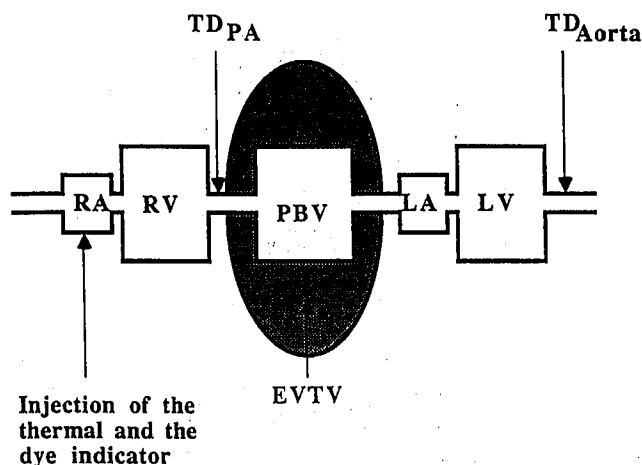 TDPA
TDAorta
RA
RV
PBV
LA
LV
EVTV
Injection of the
thermal and the
dye indicator